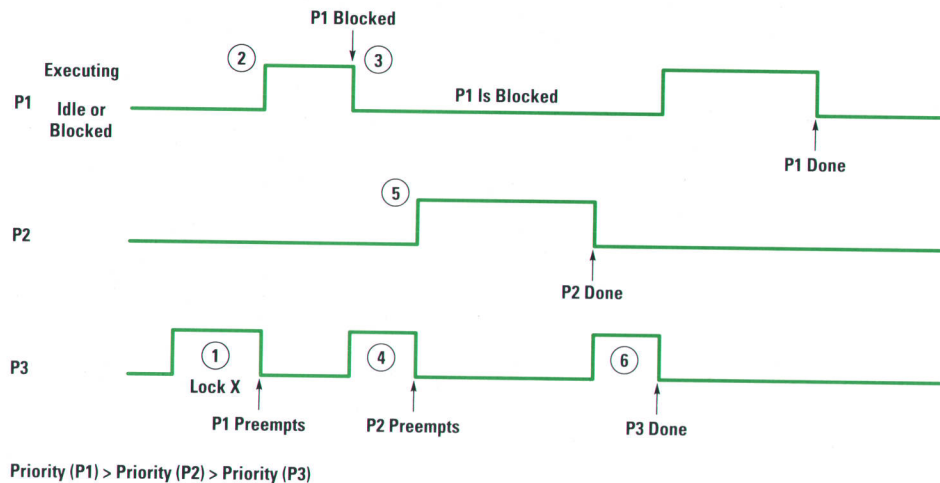 P1 Blocked
2
3
Executing
P1
Idle or
Blocked
P1 Is Blocked
P1 Done
5
P2
P2 Done
P3
1
Lock X
4
6
P1 Preempts
P2 Preempts
P3 Done
Priority (P1) > Priority (P2) > Priority (P3)